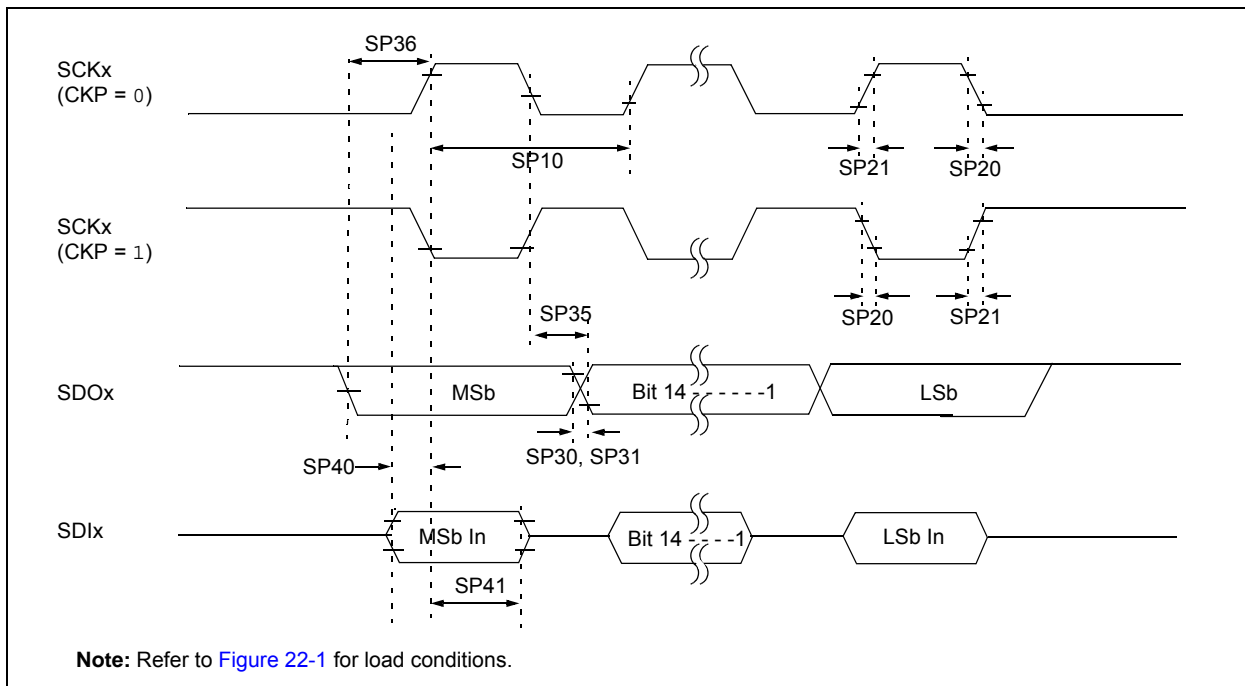 SP36
SCKx
(CKP = 0)
SP10
SP21
SP20
SCKx
(CKP = 1)
SP35
SP20
SP21
SDOx
MSb
Bit 14 - - - - - -1
LSb
SP30, SP31
SP40
SDIx
MSb In
Bit 14 - - - - -1
LSb In
SP41
Note: Refer to Figure 22-1 for load conditions.